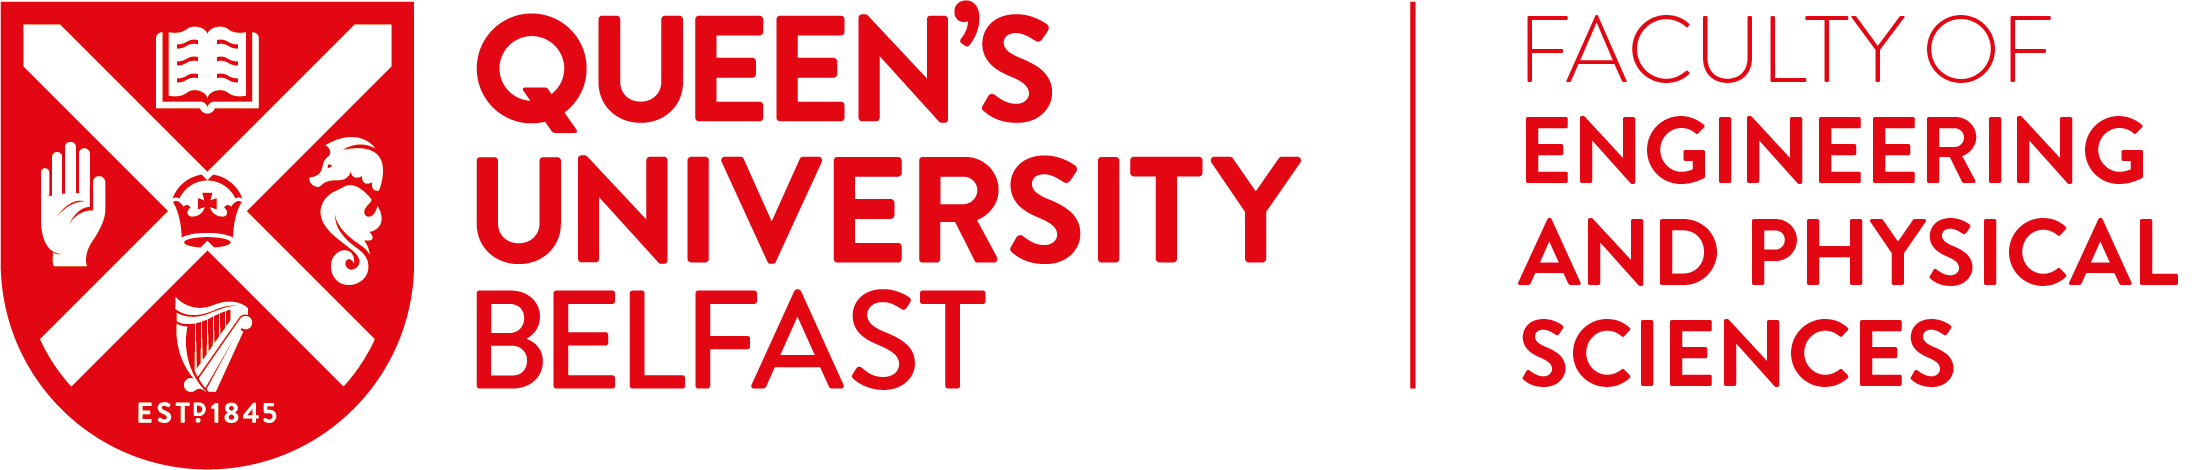 QUEEN'S
UNIVERSITY
BELFAST
ESTD 1845
FACULTY OF
ENGINEERING
AND PHYSICAL
SCIENCES